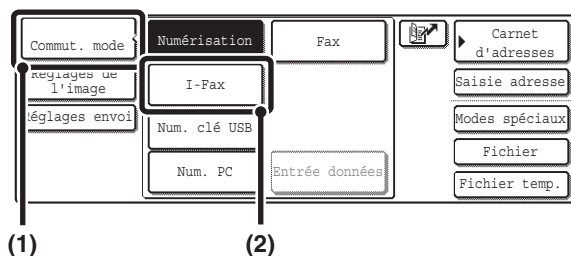 Commut. mode
Numérisation
Fax
Carnet
d'adresses
Réglages de
l'image
I-Fax
Saisie adresse
Réglages envoi
Num. clé USB
Modes spéciaux
Fichier
Num. PC
Entrée données
Fichier temp.
(1)
(2)